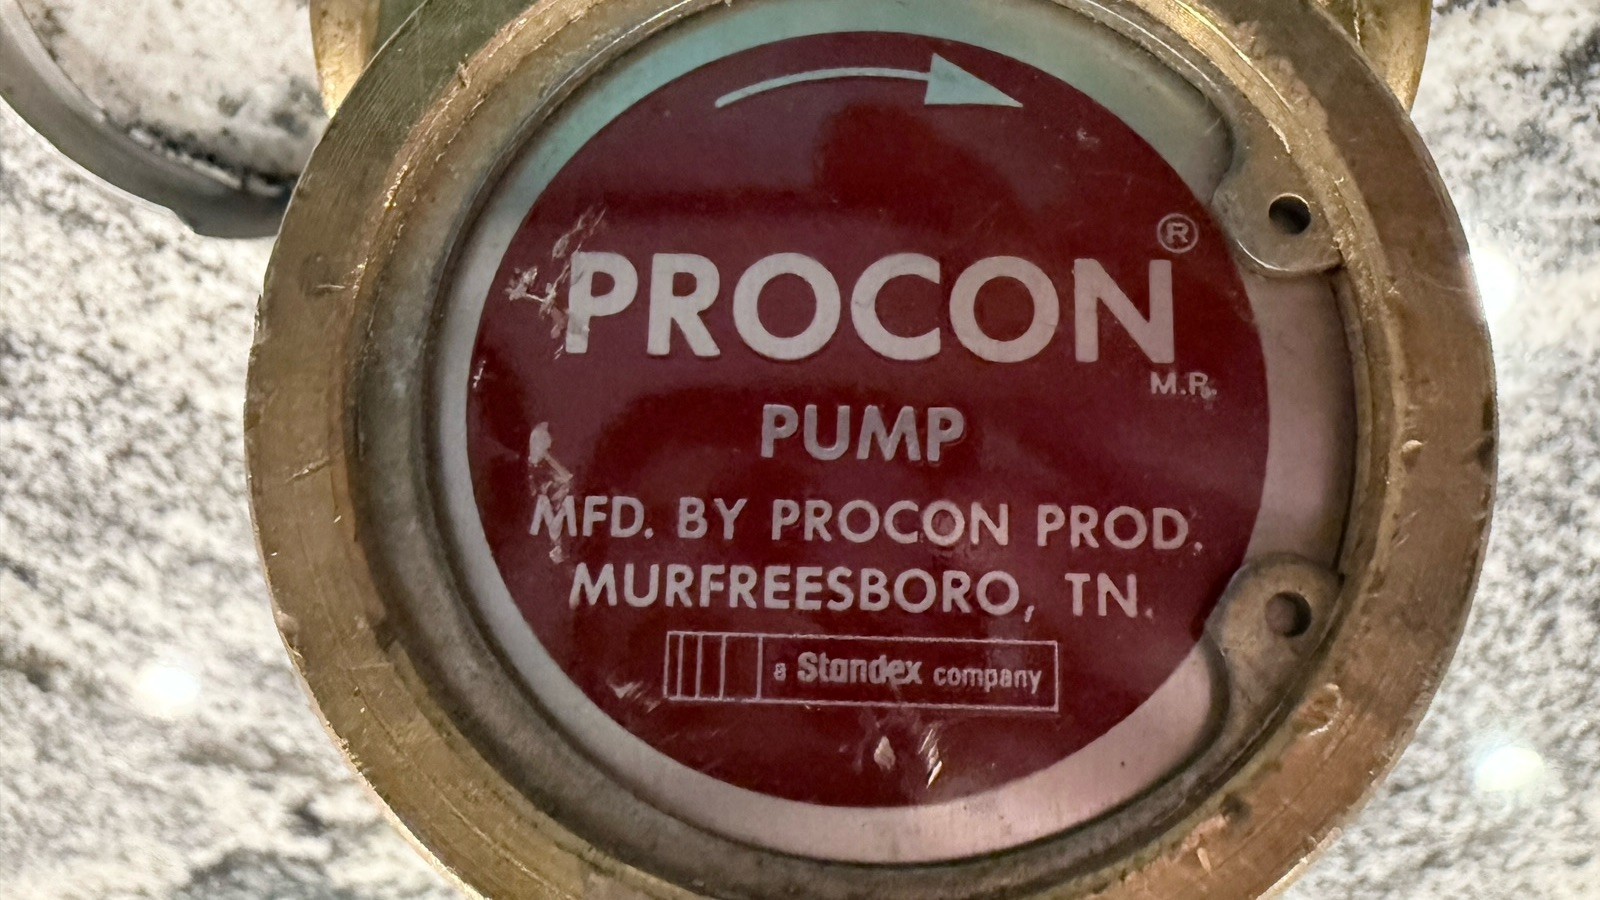 PROCON®
M.R.
PUMP
MFD. BY PROCON PROD.
MURFREESBORO, TN.
a Standex company